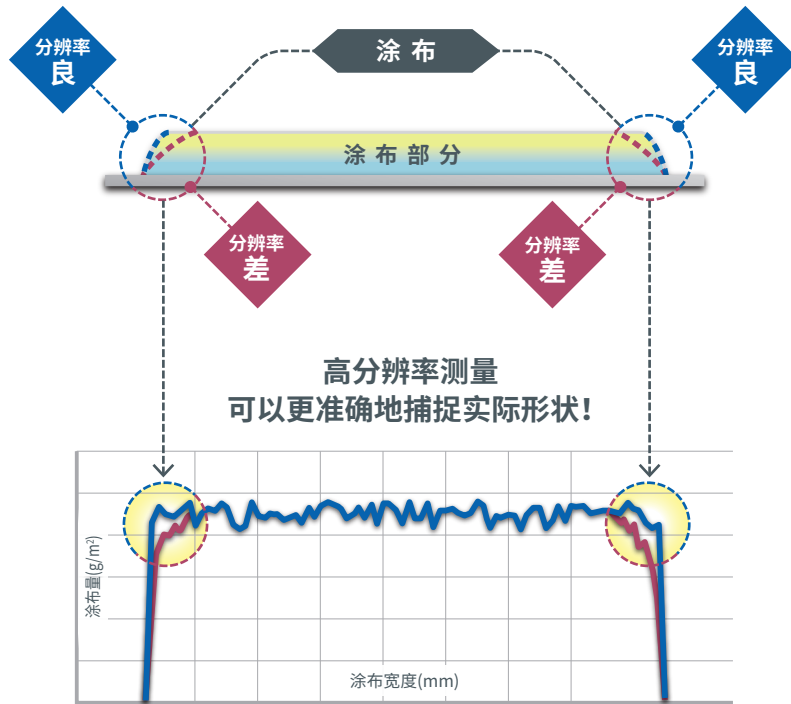 分辨率
良
涂布
分辨率
良
涂布部分
分辨率
差
分辨率
差
高分辨率测量
可以更准确地捕捉实际形状！
涂布量(g/m²)
涂布宽度(mm)